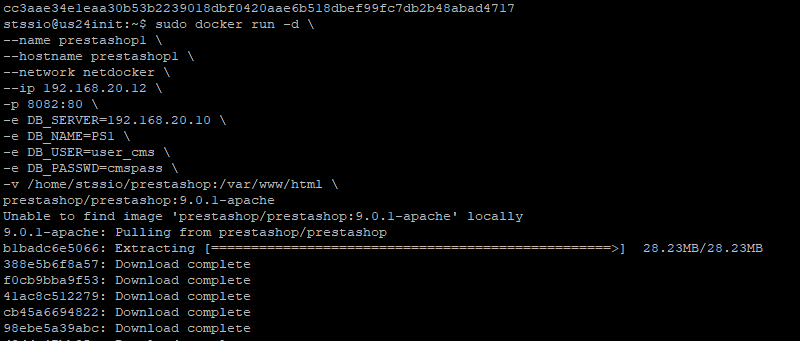 cc3aae34e1eaa30b53b2239018dbf0420aae6b518dbef99fc7db2b48abad4717
stssio@us24init:~$ sudo docker run -d \
--name prestashop1 \
--hostname prestashop1 \
--network netdocker \
--ip 192.168.20.12 \
-p 8082:80 \
-e DB_SERVER=192.168.20.10 \
-e DB_NAME=PS1 \
-e DB_USER=user_cms \
-e DB_PASSWD=cmspass \
-v /home/stssio/prestashop:/var/www/html \
prestashop/prestashop:9.0.1-apache
Unable to find image 'prestashop/prestashop:9.0.1-apache' locally
9.0.1-apache: Pulling from prestashop/prestashop
b1badc6e5066: Extracting [==================================================>]  28.23MB/28.23MB
388e5b6f8a57: Download complete
f0cb9bba9f53: Download complete
41ac8c512279: Download complete
cb45a6694822: Download complete
98ebe5a39abc: Download complete